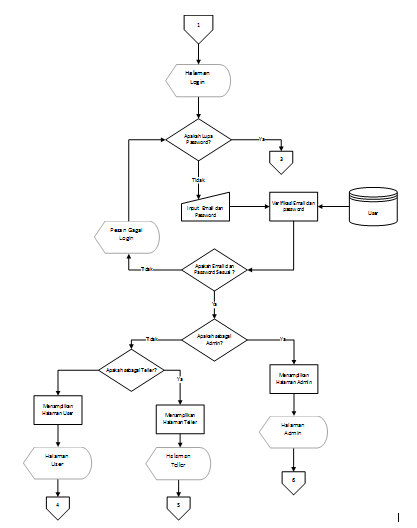 1
Halaman
Login
Apakah Lupa
Password?
Ya
3
Tidak
Input Email dan
Password
Verifikasi Email dan
password
User
Pesan Gagal
Login
Apakah Email dan
Password Sesuai ?
Tidak
Ya
Apakah sebagai
Admin?
Tidak
Ya
Apakah sebagai Teller?
Ya
Menampilkan
Halaman Admin
Menampilkan
Halaman User
Menampilkan
Halaman Teller
Halaman
Admin
Halaman
User
Halaman
Teller
6
4
5